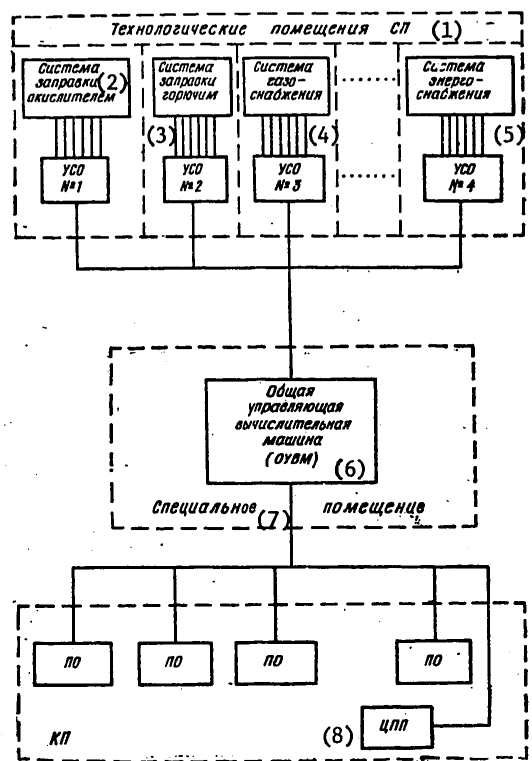 Технологические помещения СП (1)
Система
заправки (2)
окислителем
Система
заправки
горючим
Система
газо-
снабжения
Система
энерго-
снабжения
(3)
(4)
(5)
УСО
№1
УСО
№2
УСО
№3
УСО
№4
Общая
управляющая
вычислительная
машина
(ОУВМ) (6)
Специальное (7) помещение
ПО
ПО
ПО
ПО
КП
(8) ЦПП